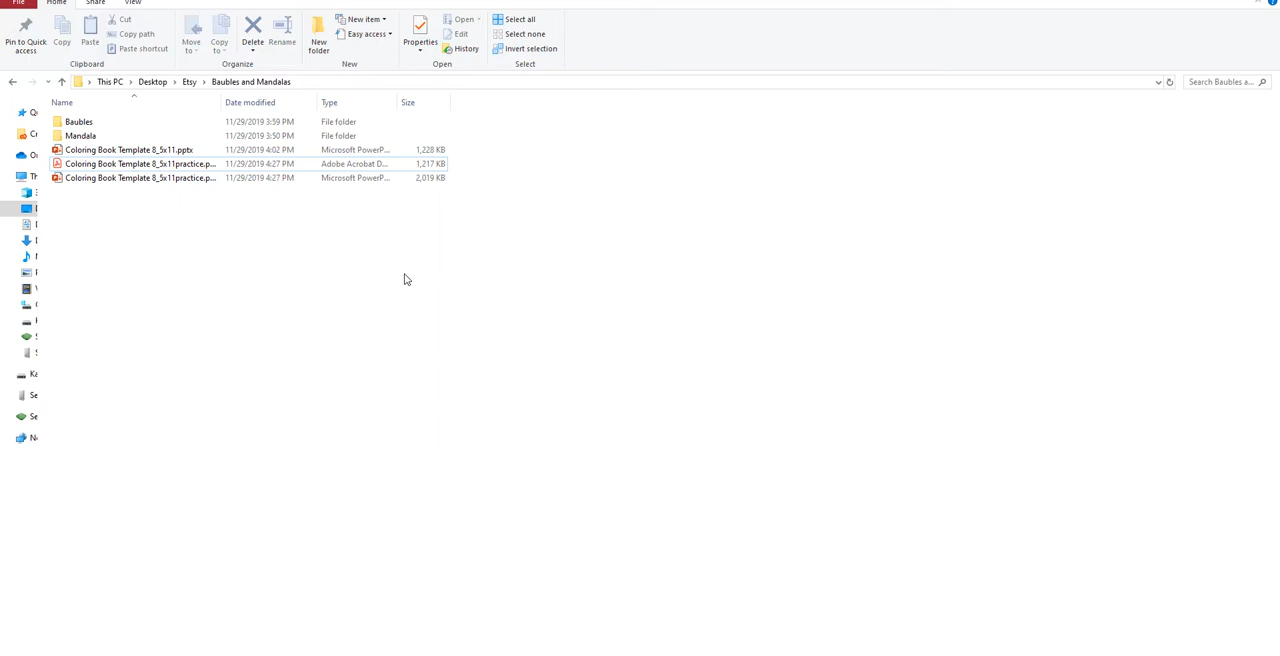 File Home Share View
Pin to Quick access
Copy
Paste
Cut
Copy path
Paste shortcut
Clipboard
Move to
Copy to
Delete
Rename
Organize
New folder
New item
Easy access
New
Properties
Open
Edit
History
Open
Select all
Select none
Invert selection
Select
This PC > Desktop > Etsy > Baubles and Mandalas
Search Baubles a...
Name Date modified Type Size
Baubles 11/29/2019 3:59 PM File folder
Mandala 11/29/2019 3:50 PM File folder
Coloring Book Template 8_5x11.pptx 11/29/2019 4:02 PM Microsoft PowerP... 1,228 KB
Coloring Book Template 8_5x11practice.p... 11/29/2019 4:27 PM Adobe Acrobat D... 1,217 KB
Coloring Book Template 8_5x11practice.p... 11/29/2019 4:27 PM Microsoft PowerP... 2,019 KB